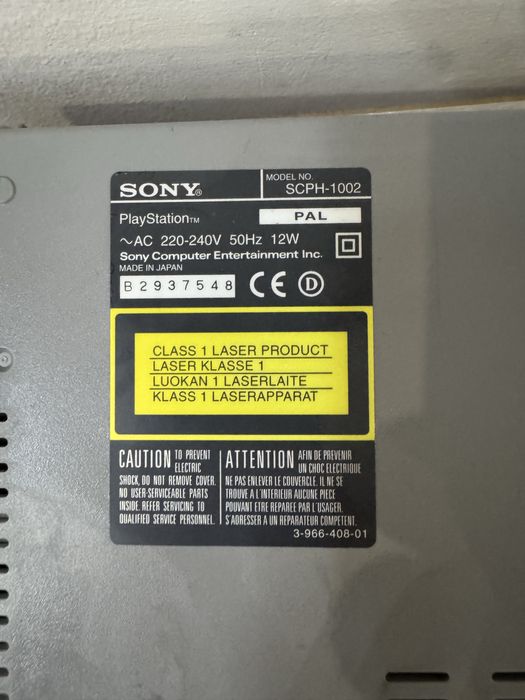 SONY®
MODEL NO.
SCPH-1002
PlayStation™
PAL
~AC 220-240V 50Hz 12W
Sony Computer Entertainment Inc.
MADE IN JAPAN
B2937548
CE D
CLASS 1 LASER PRODUCT
LASER KLASSE 1
LUOKAN 1 LASERLAITE
KLASS 1 LASERAPPARAT
CAUTION TO PREVENT
ELECTRIC
SHOCK, DO NOT REMOVE COVER.
NO USER-SERVICEABLE PARTS
INSIDE. REFER SERVICING TO
QUALIFIED SERVICE PERSONNEL.
ATTENTION AFIN DE PREVENIR
UN CHOC ELECTRIQUE
NE PAS ENLEVER LE COUVERCLE. IL NE SE
TROUVE A L'INTERIEUR AUCUNE PIECE
POUVANT ETRE REPAREE PAR L'USAGER.
S'ADRESSER A UN REPARATEUR COMPETENT.
3-966-408-01